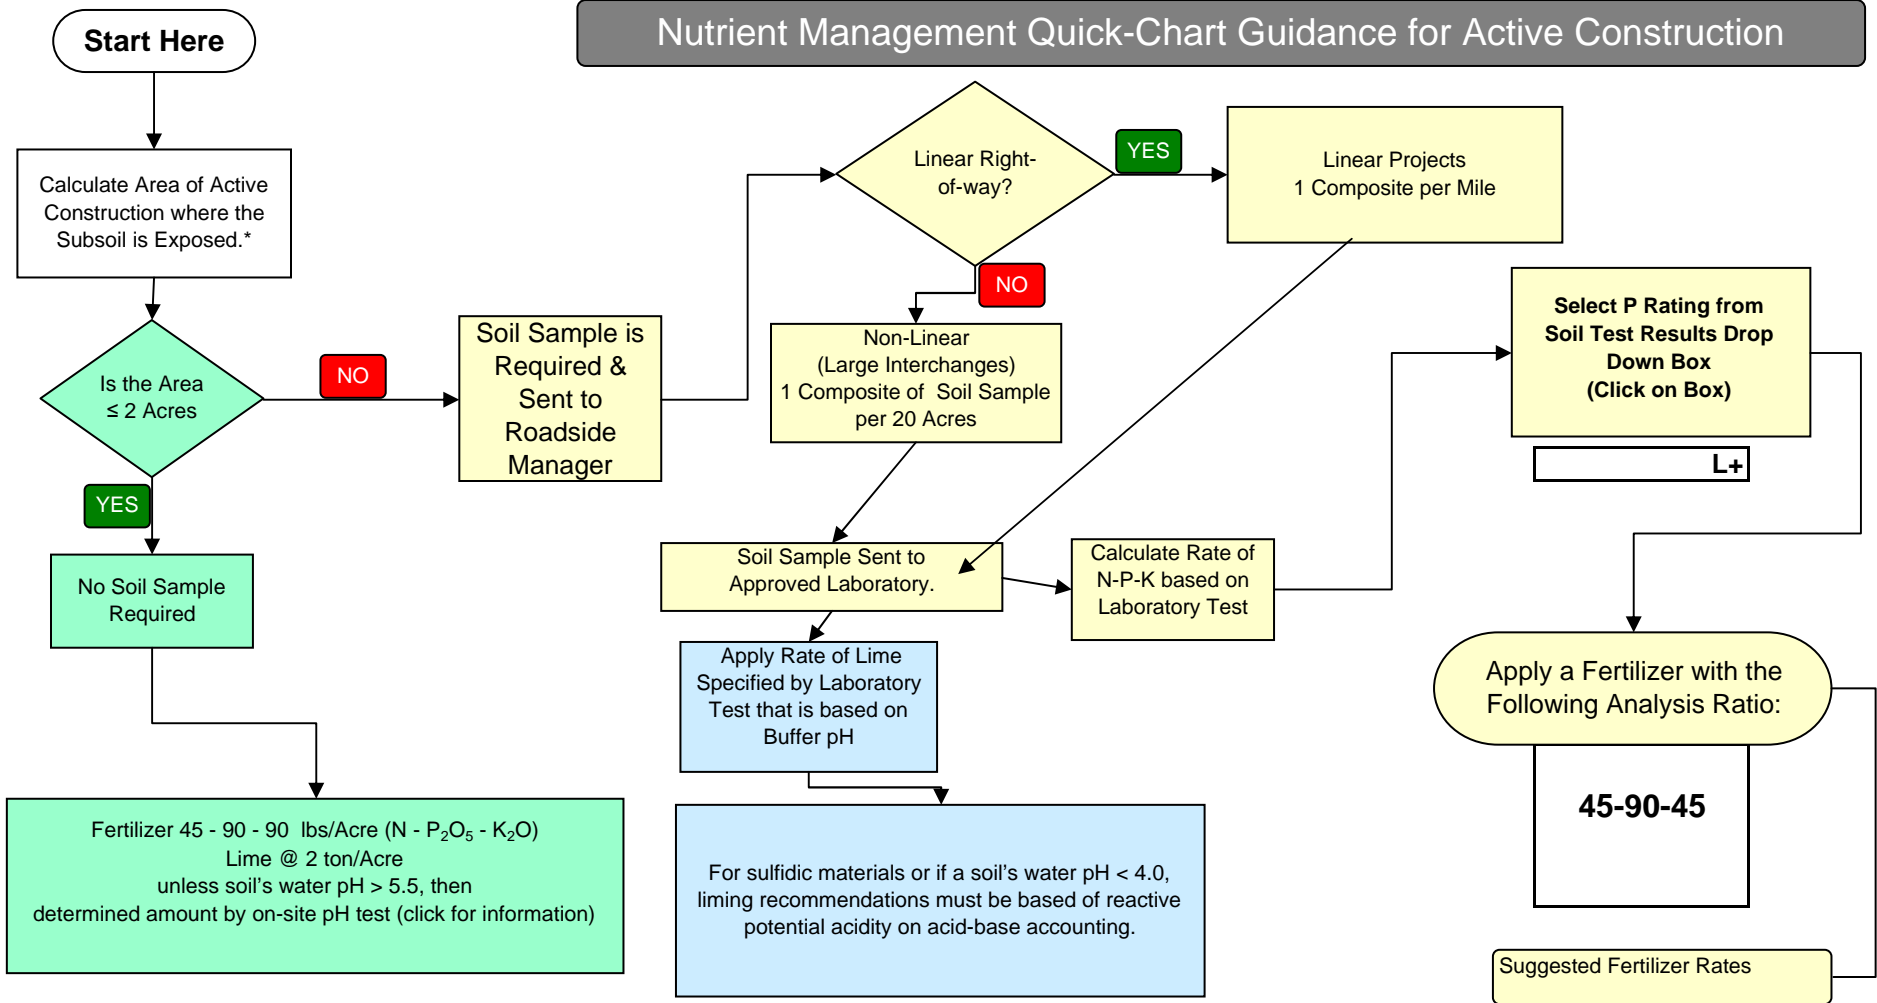 Start Here
Nutrient Management Quick-Chart Guidance for Active Construction
Calculate Area of Active
Construction where the
Subsoil is Exposed.*
Is the Area
≤ 2 Acres
NO
YES
No Soil Sample
Required
Fertilizer 45 - 90 - 90 lbs/Acre (N - P₂O₅ - K₂O)
Lime @ 2 ton/Acre
unless soil's water pH > 5.5, then
determined amount by on-site pH test (click for information)
Soil Sample is
Required &
Sent to
Roadside
Manager
Linear Right-
of-way?
YES
NO
Linear Projects
1 Composite per Mile
Non-Linear
(Large Interchanges)
1 Composite of Soil Sample
per 20 Acres
Soil Sample Sent to
Approved Laboratory.
Apply Rate of Lime
Specified by Laboratory
Test that is based on
Buffer pH
For sulfidic materials or if a soil's water pH < 4.0,
liming recommendations must be based of reactive
potential acidity on acid-base accounting.
Calculate Rate of
N-P-K based on
Laboratory Test
Select P Rating from
Soil Test Results Drop
Down Box
(Click on Box)
L+
Apply a Fertilizer with the
Following Analysis Ratio:
45-90-45
Suggested Fertilizer Rates